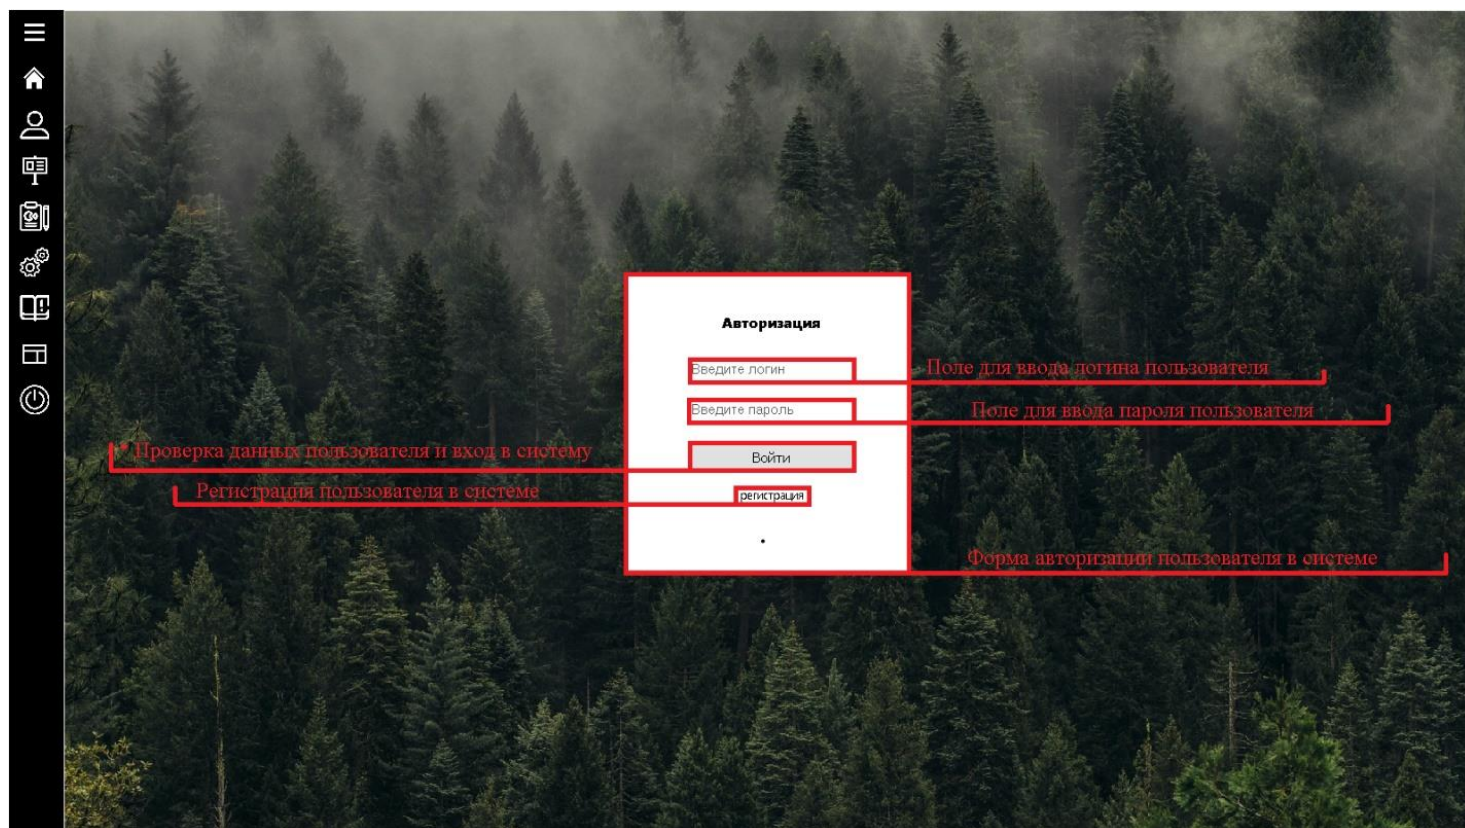 Авторизация
Введите логин
Поле для ввода логина пользователя
Введите пароль
Поле для ввода пароля пользователя
* Проверка данных пользователя и вход в систему
Войти
Регистрация пользователя в системе
регистрация
Форма авторизации пользователя в системе